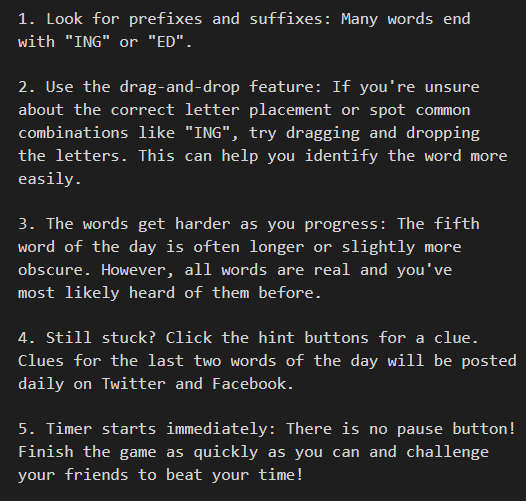 1. Look for prefixes and suffixes: Many words end
with "ING" or "ED".
2. Use the drag-and-drop feature: If you're unsure
about the correct letter placement or spot common
combinations like "ING", try dragging and dropping
the letters. This can help you identify the word more
easily.
3. The words get harder as you progress: The fifth
word of the day is often longer or slightly more
obscure. However, all words are real and you've
most likely heard of them before.
4. Still stuck? Click the hint buttons for a clue.
Clues for the last two words of the day will be posted
daily on Twitter and Facebook.
5. Timer starts immediately: There is no pause button!
Finish the game as quickly as you can and challenge
your friends to beat your time!